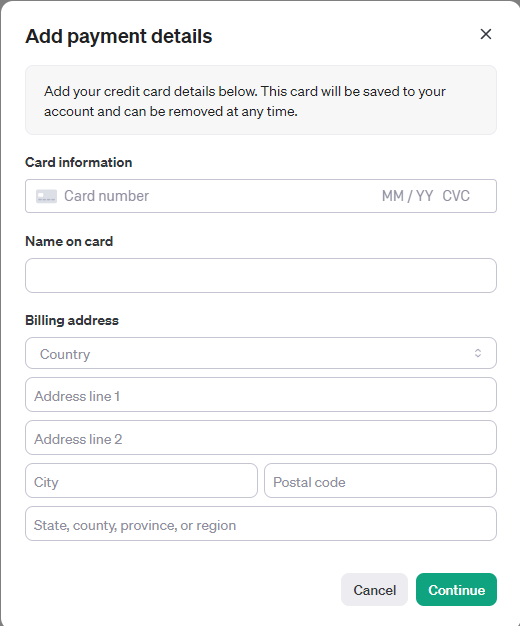 Add payment details
Add your credit card details below. This card will be saved to your
account and can be removed at any time.
Card information
Card number MM / YY CVC
Name on card
Billing address
Country
Address line 1
Address line 2
City Postal code
State, county, province, or region
Cancel Continue